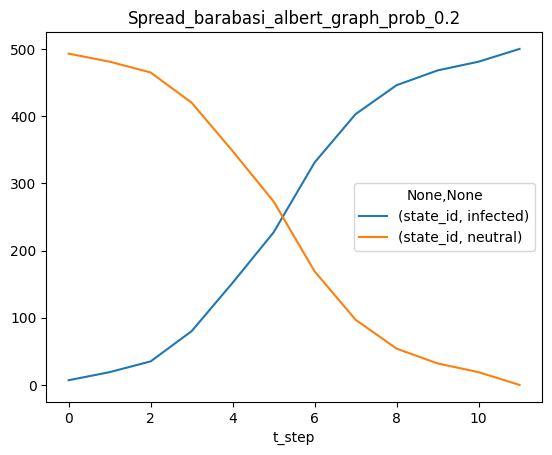 Spread_barabasi_albert_graph_prob_0.2
500
400
300
200
100
0
None,None
(state_id, infected)
(state_id, neutral)
0 2 4 6 8 10
t_step